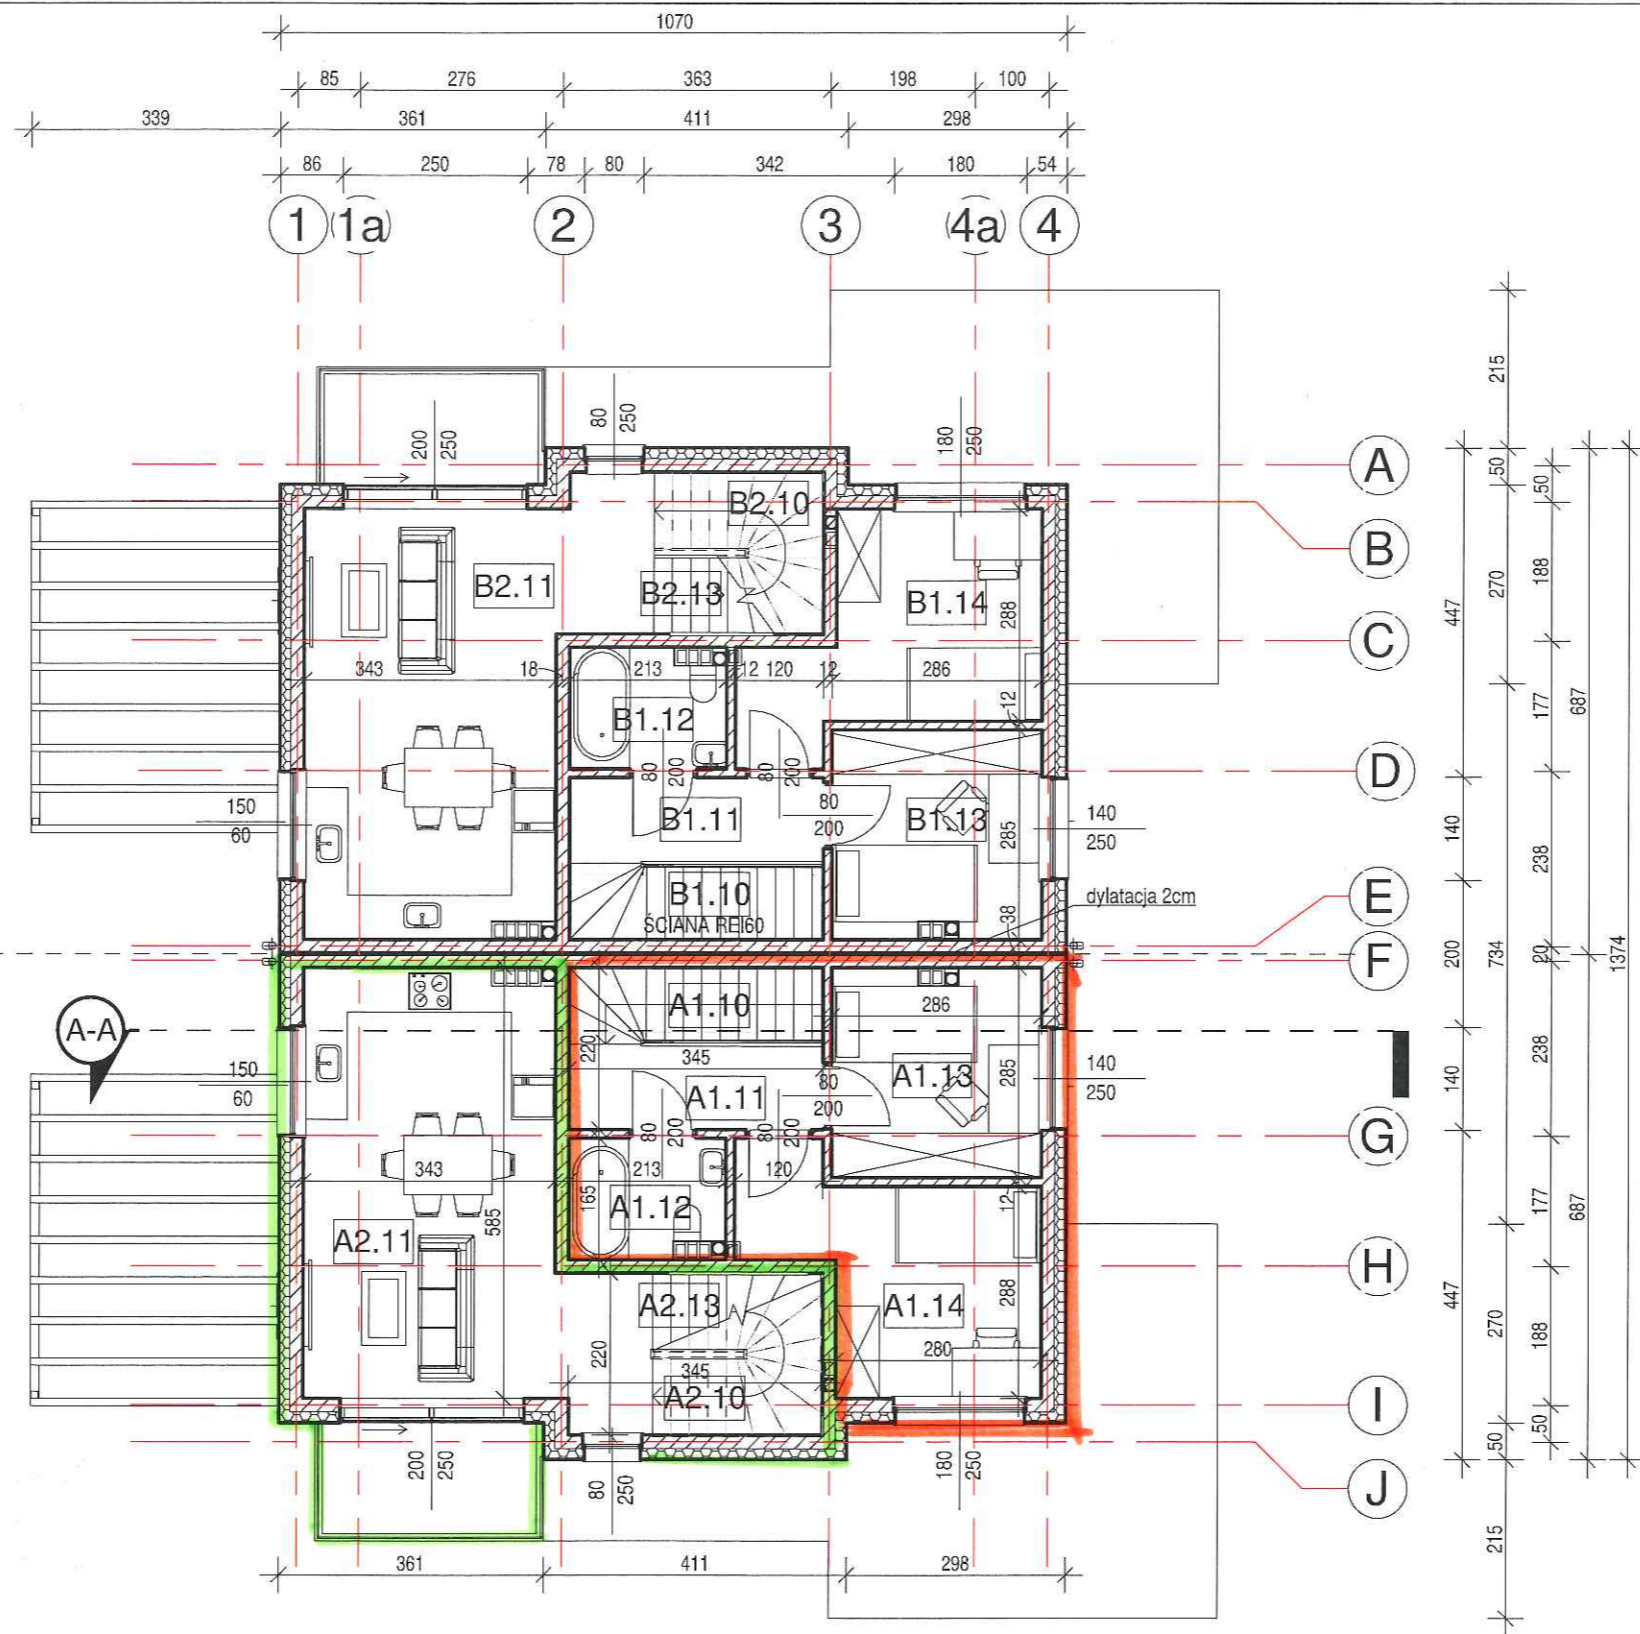 1070
85 276 363 198 100
339 361 411 298
86 250 78 80 342 180 54
1 1a 2 3 4a 4
215
200 250
80 250
180 250
A
50 50
B
B2.10
B2.11
B2.13
B1.14
288
270 188
447
C
343 18 213 12 120 12 286
12
177 687
B1.12
80 200
80 200
D
150
60
B1.11
80
200
B1.13
285
140
250
140 238
B1.10
ŚCIANA REI60
38
dylatacja 2cm
E
F
200 734 20 1374
A-A
A1.10
286
220
345
150
60
A1.11
80
200
A1.13
285
140
250
140 238
80 200
80 200
G
343 213 120
165
A1.12
12
177 687
A2.11
585
H
A2.13
A1.14
288
447
270 188
220
280
345
A2.10
I
50 50
200 250
80 250
180 250
J
215
361 411 298